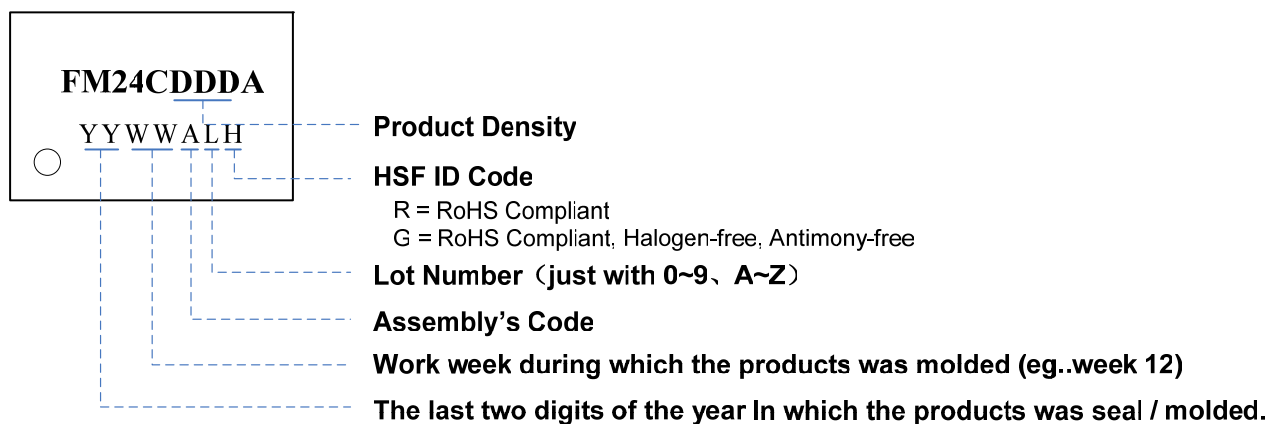 FM24CDDDA
YYWWALH
Product Density
HSF ID Code
R = RoHS Compliant
G = RoHS Compliant, Halogen-free, Antimony-free
Lot Number（just with 0~9、A~Z）
Assembly's Code
Work week during which the products was molded (eg..week 12)
The last two digits of the year In which the products was seal / molded.